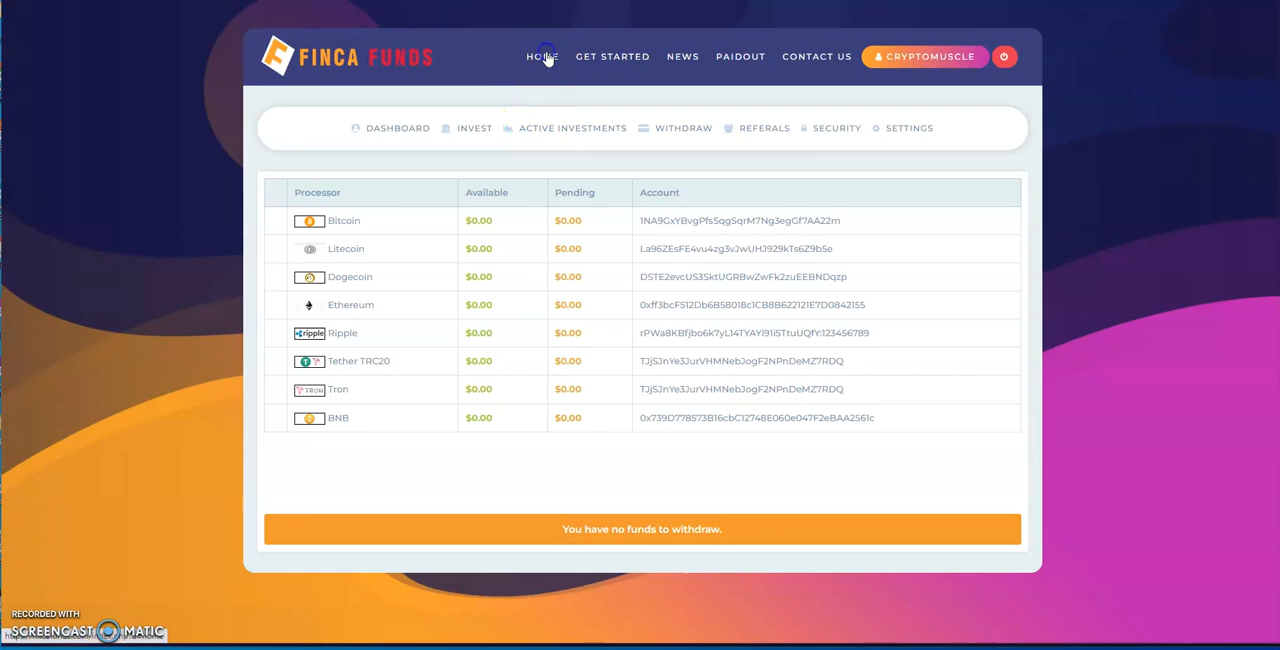 FINCA FUNDS
HOME GET STARTED NEWS PAIDOUT CONTACT US CRYPTOMUSCLE
DASHBOARD INVEST ACTIVE INVESTMENTS WITHDRAW REFERALS SECURITY SETTINGS
Processor Available Pending Account
Bitcoin $0.00 $0.00 1NA9GxYBvgPfsSqgSqrM7Ng3egGf7AA22m
Litecoin $0.00 $0.00 La96ZEsFE4vu4zg3vJwUHJ929kTs6Z9b5e
Dogecoin $0.00 $0.00 DSTE2evcUS3SktUGRBwZwFk2zuEEBNDqzp
Ethereum $0.00 $0.00 0xff3bcF512Db6B58018c1CB8B622121E7D0842155
ripple Ripple $0.00 $0.00 rPWa8KBfjbo6k7yL14TYAYi91iSTtuUQfY:123456789
Tether TRC20 $0.00 $0.00 TJj5JnYe3JurVHMNebJogF2NPnDeMZ7RDQ
TRON Tron $0.00 $0.00 TJj5JnYe3JurVHMNebJogF2NPnDeMZ7RDQ
BNB $0.00 $0.00 0x739D778573B16cbC12748E060e047F2eBAA2561c
You have no funds to withdraw.
RECORDED WITH
SCREENCAST MATIC